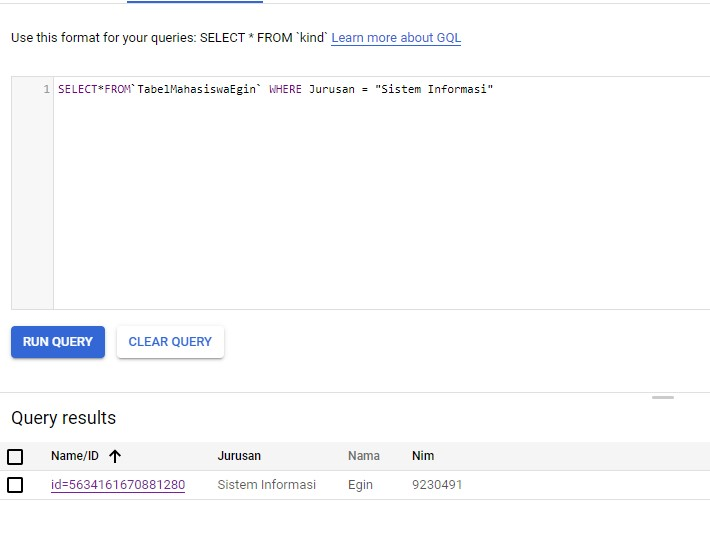 Use this format for your queries: SELECT * FROM `kind` Learn more about GQL
1 SELECT*FROM`TabelMahasiswaEgin` WHERE Jurusan = "Sistem Informasi"
RUN QUERY CLEAR QUERY
Query results
Name/ID Jurusan Nama Nim
id=5634161670881280 Sistem Informasi Egin 9230491